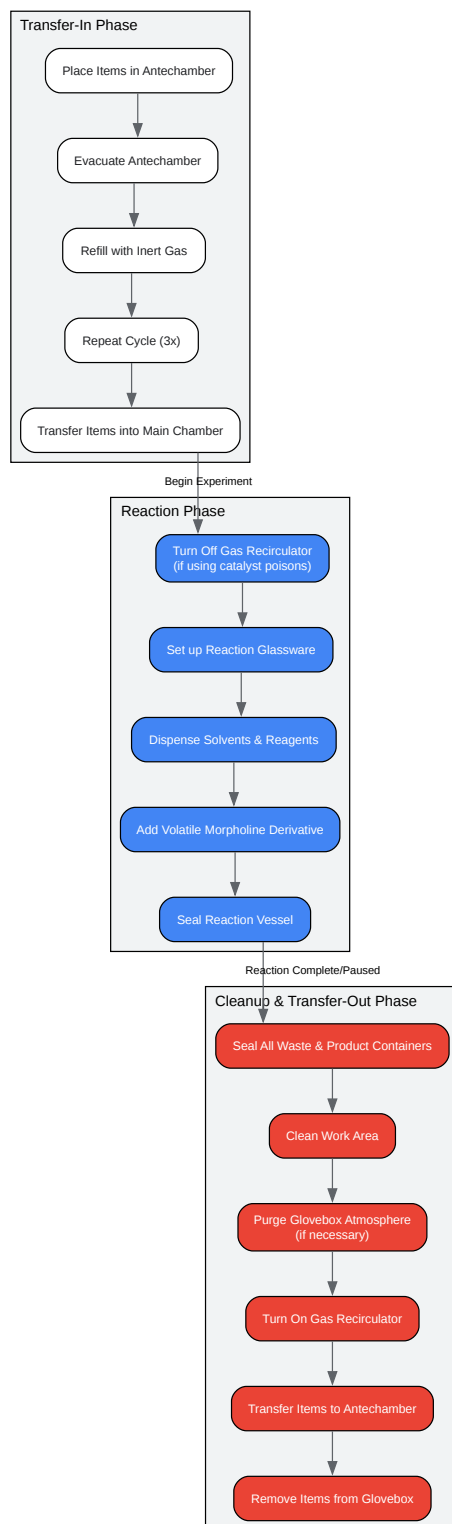 Transfer-In Phase
Place Items in Antechamber
Evacuate Antechamber
Refill with Inert Gas
Repeat Cycle (3x)
Transfer Items into Main Chamber
Begin Experiment
Reaction Phase
Turn Off Gas Recirculator
(if using catalyst poisons)
Set up Reaction Glassware
Dispense Solvents & Reagents
Add Volatile Morpholine Derivative
Seal Reaction Vessel
Reaction Complete/Paused
Cleanup & Transfer-Out Phase
Seal All Waste & Product Containers
Clean Work Area
Purge Glovebox Atmosphere
(if necessary)
Turn On Gas Recirculator
Transfer Items to Antechamber
Remove Items from Glovebox